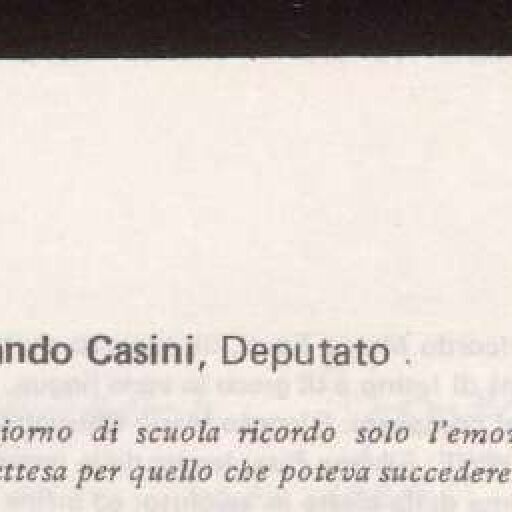 ando Casini, Deputato .
iorno di scuola ricordo solo l'emo
ttesa per quello che poteva succedere